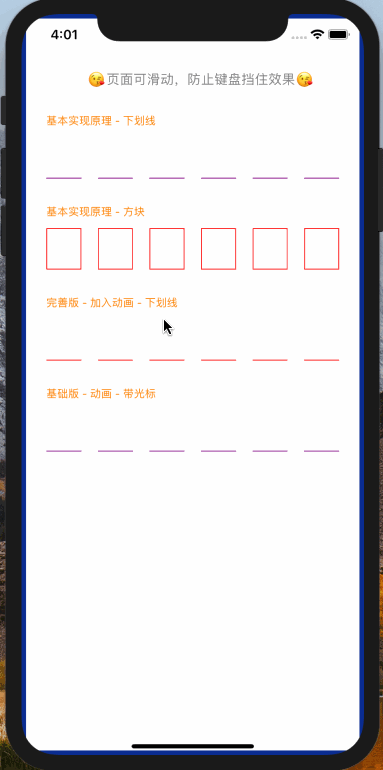 4:01
😘页面可滑动，防止键盘挡住效果😘
基本实现原理 - 下划线
基本实现原理 - 方块
完善版 - 加入动画 - 下划线
基础版 - 动画 - 带光标